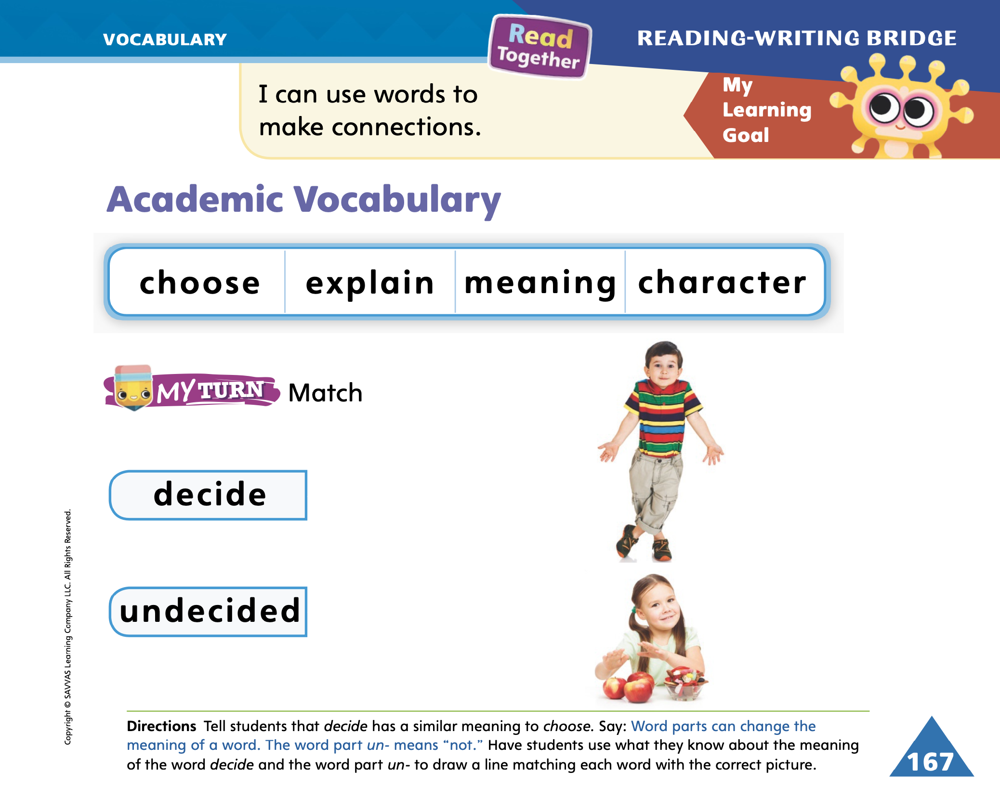 VOCABULARY
Read
Together
READING-WRITING BRIDGE
I can use words to
make connections.
My
Learning
Goal
Academic Vocabulary
choose explain meaning character
MY TURN Match
decide
undecided
Copyright © SAVVAS Learning Company LLC. All Rights Reserved.
Directions Tell students that decide has a similar meaning to choose. Say: Word parts can change the
meaning of a word. The word part un- means “not.” Have students use what they know about the meaning
of the word decide and the word part un- to draw a line matching each word with the correct picture.
167